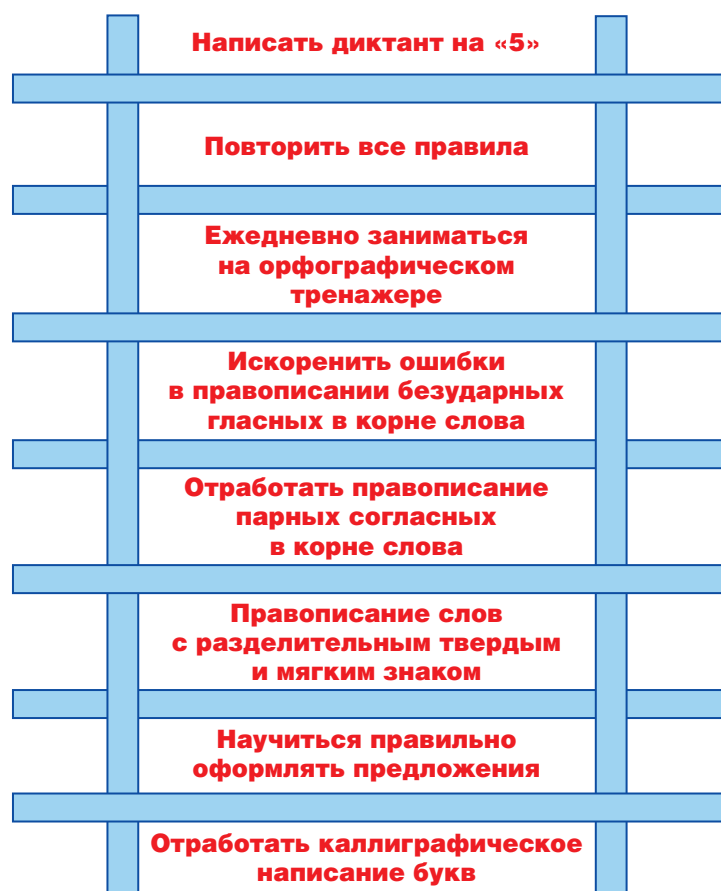 Написать диктант на «5»
Повторить все правила
Ежедневно заниматься
на орфографическом
тренажере
Искоренить ошибки
в правописании безударных
гласных в корне слова
Отработать правописание
парных согласных
в корне слова
Правописание слов
с разделительным твердым
и мягким знаком
Научиться правильно
оформлять предложения
Отработать каллиграфическое
написание букв